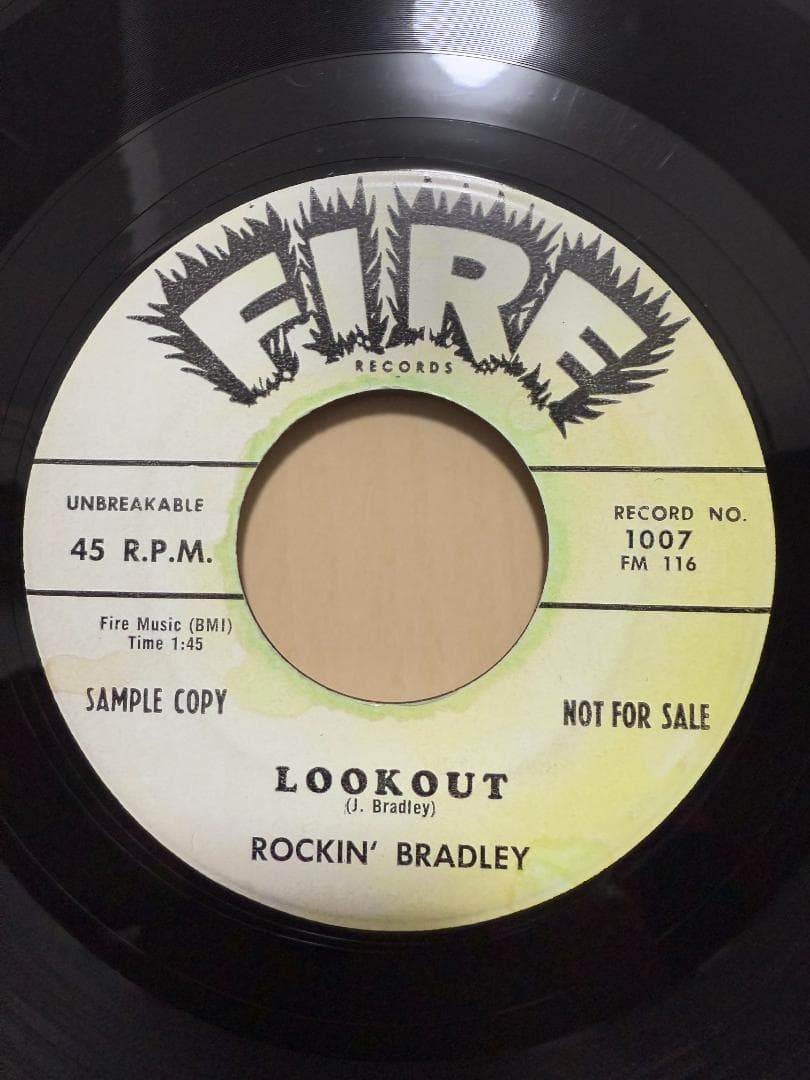 FIRE
RECORDS
UNBREAKABLE
45 R.P.M.
RECORD NO.
1007
FM 116
Fire Music (BMI)
Time 1:45
SAMPLE COPY
NOT FOR SALE
LOOKOUT
(J. Bradley)
ROCKIN' BRADLEY